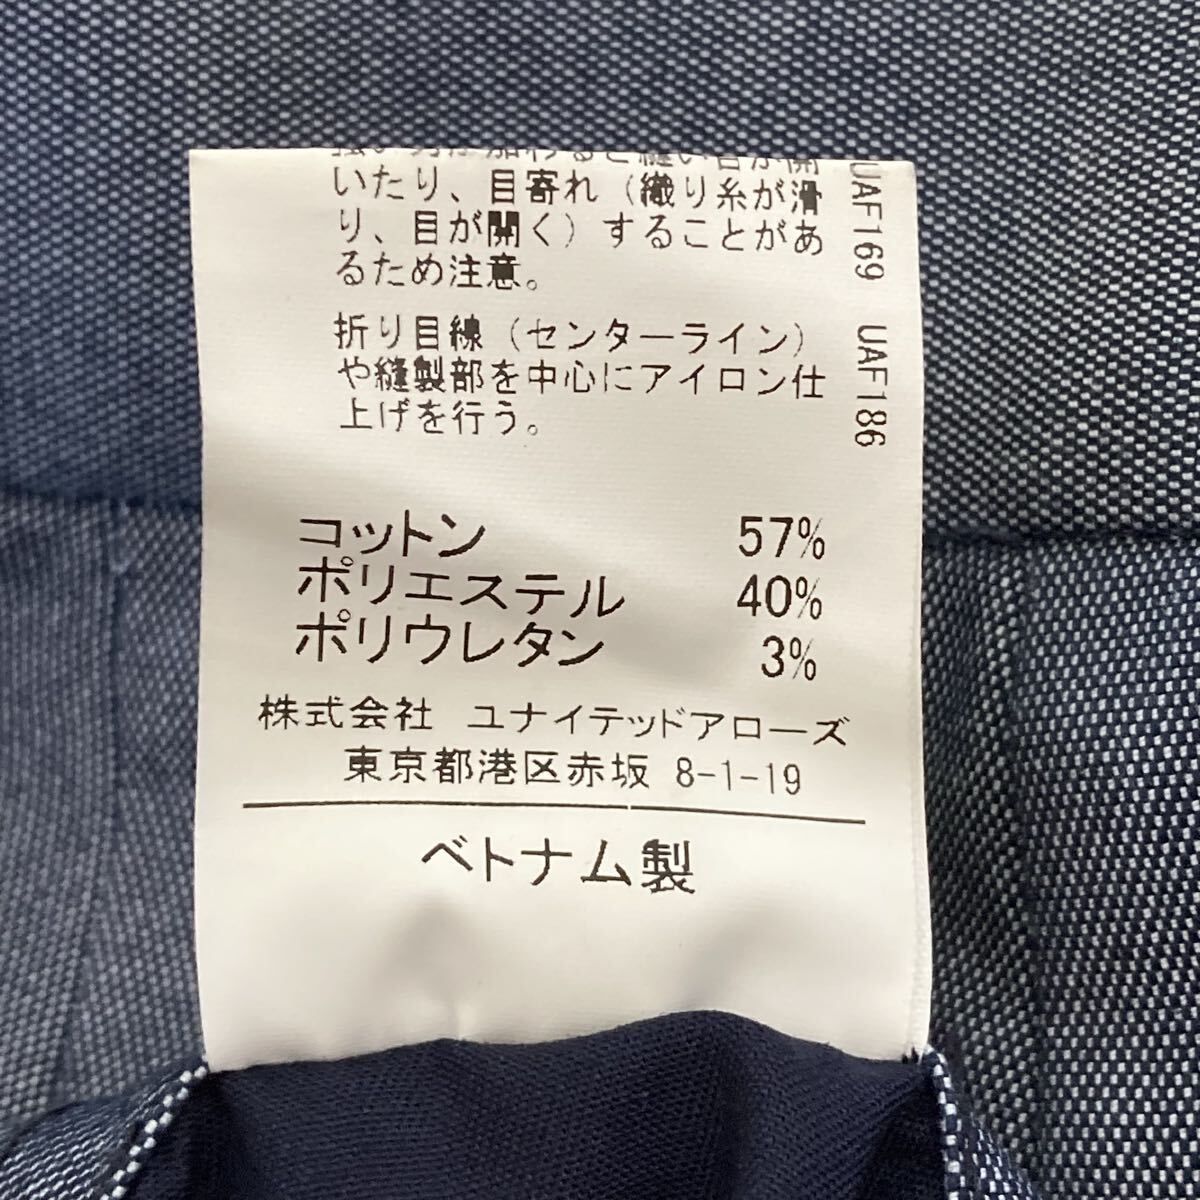 いたり、目寄れ（織り糸が滑
り、目が開く）することがあ
るため注意。
折り目線（センターライン）
や縫製部を中心にアイロン仕
上げを行う。
UAF169 UAF186
コットン 57%
ポリエステル 40%
ポリウレタン 3%
株式会社 ユナイテッドアローズ
東京都港区赤坂 8-1-19
ベトナム製